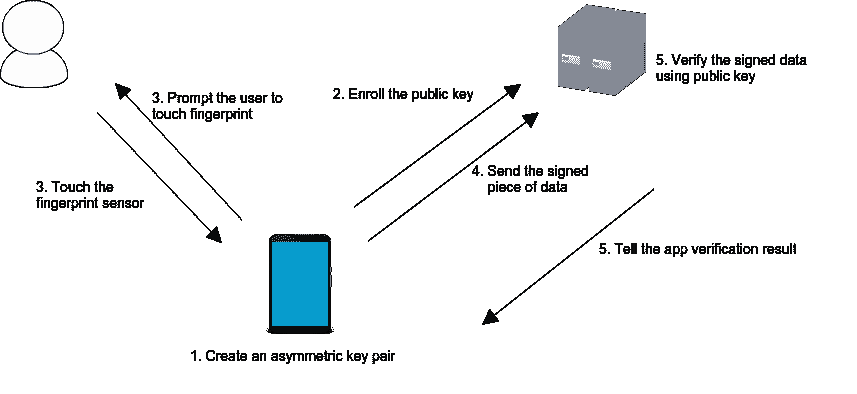 5. Verify the signed data
using public key
3. Prompt the user to
touch fingerprint
2. Enroll the public key
4. Send the signed
piece of data
3. Touch the
fingerprint sensor
5. Tell the app verification result
1. Create an asymmetric key pair